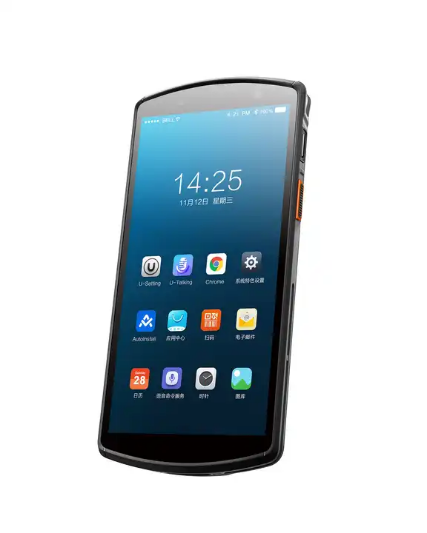 14:25
11月12日 星期三
U-Setting
U-Talking
Chrome
系统特色设置
Autoinstall
应用中心
扫码
电子邮件
28
日历
语音命令服务
时钟
图库